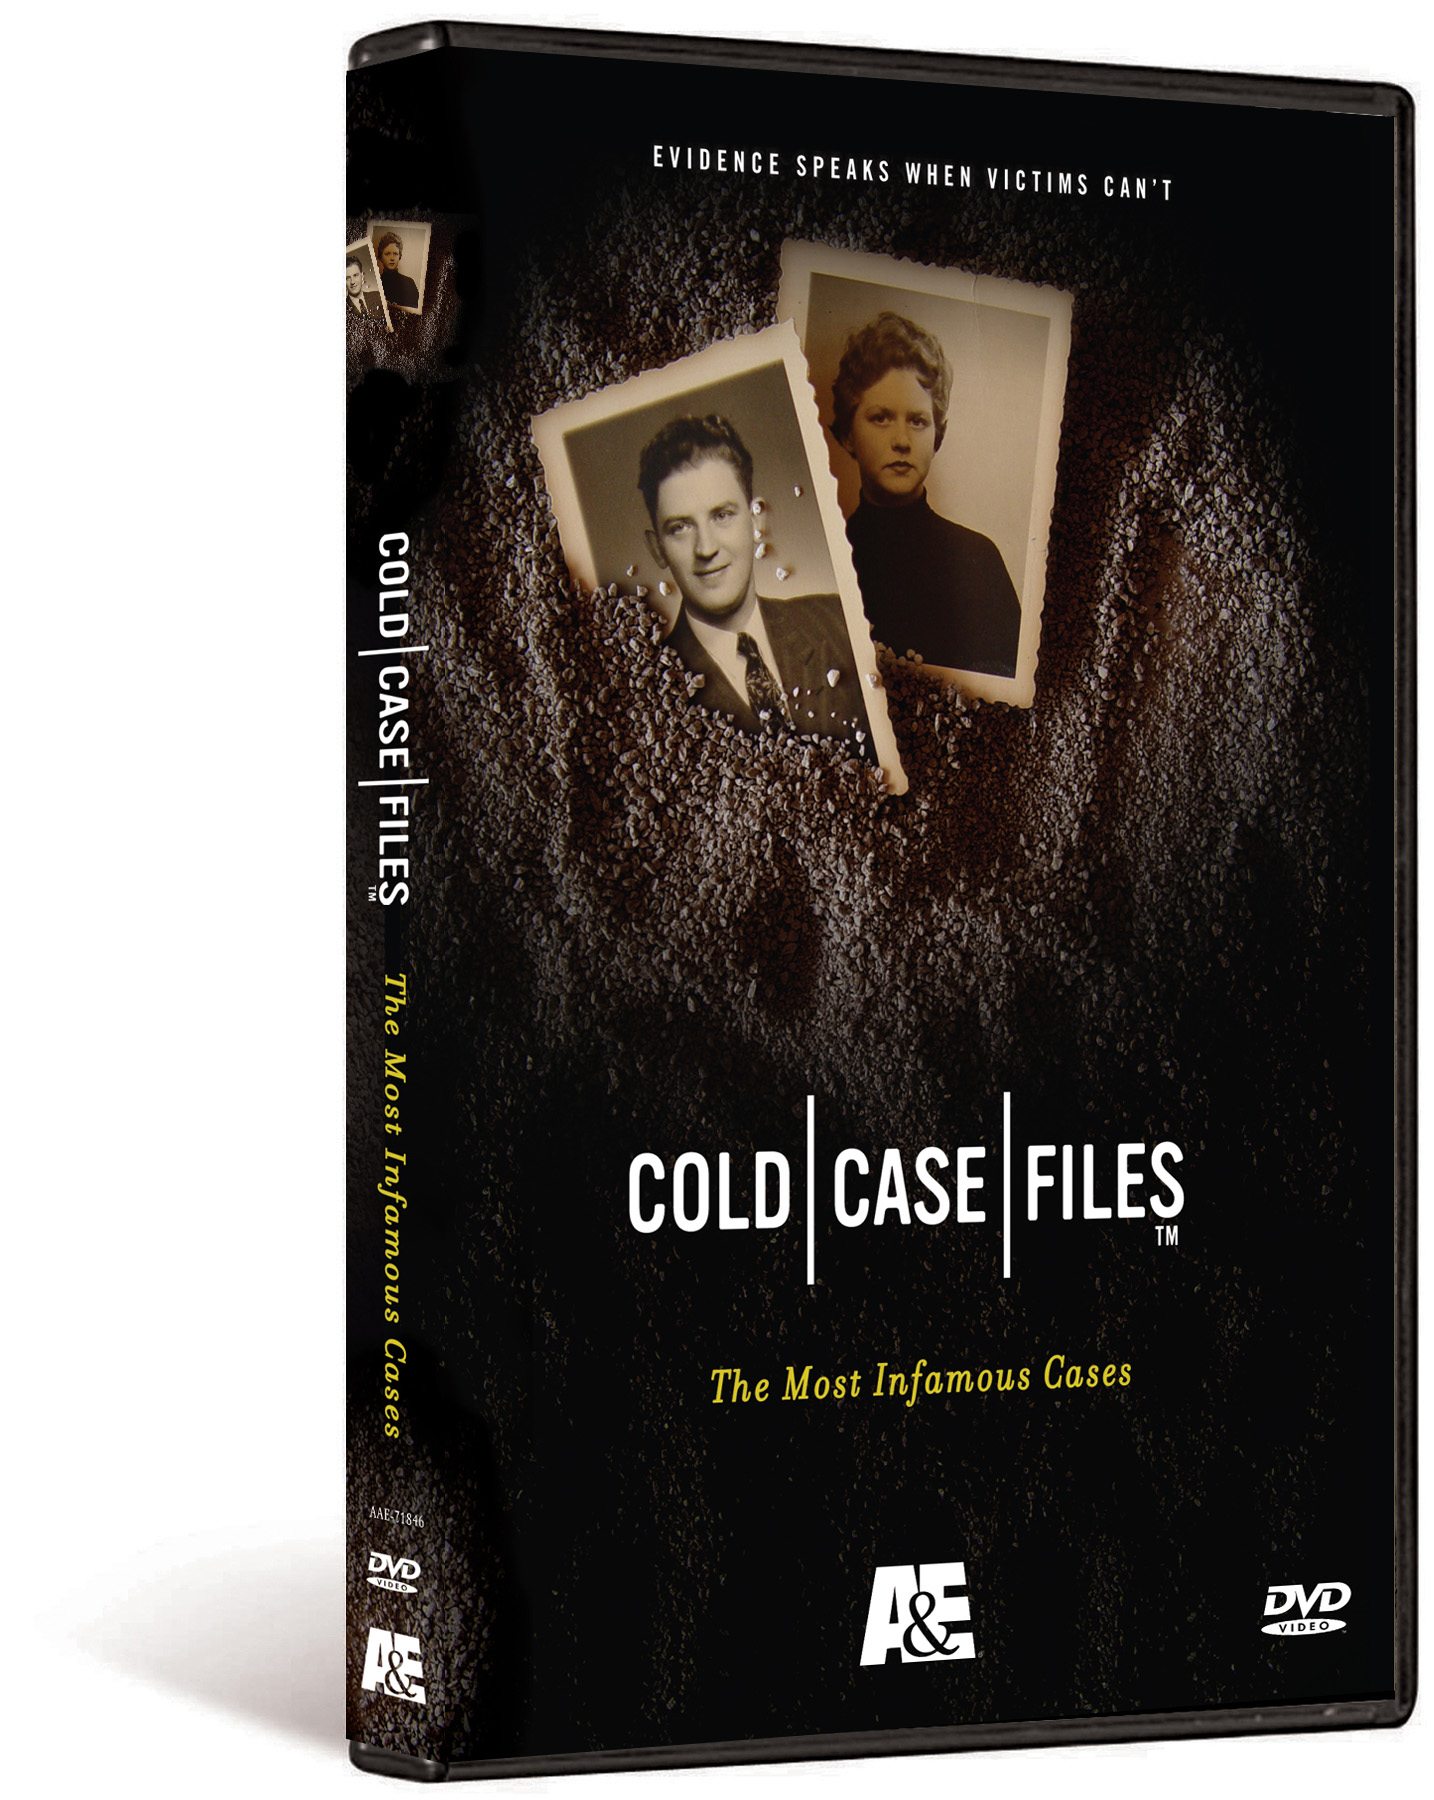 EVIDENCE SPEAKS WHEN VICTIMS CAN'T
COLD|CASE|FILES
TM
The Most Infamous Cases
A&E
DVD
VIDEO
COLD|CASE|FILES
TM
The Most Infamous Cases
AAE-71846
DVD
VIDEO
A&E